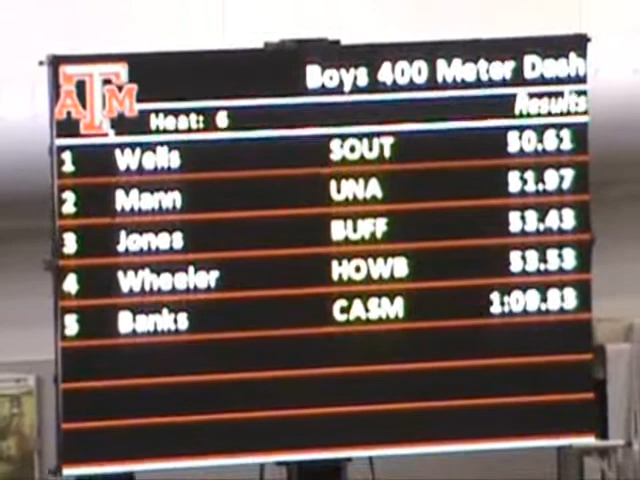 ATM
Boys 400 Meter Dash
Results
Heat: 6
1 Wells SOUT 50.61
2 Mann UNA 51.97
3 Jones BUFF 53.43
4 Wheeler HOWB 53.53
5 Banks CASM 1:09.83